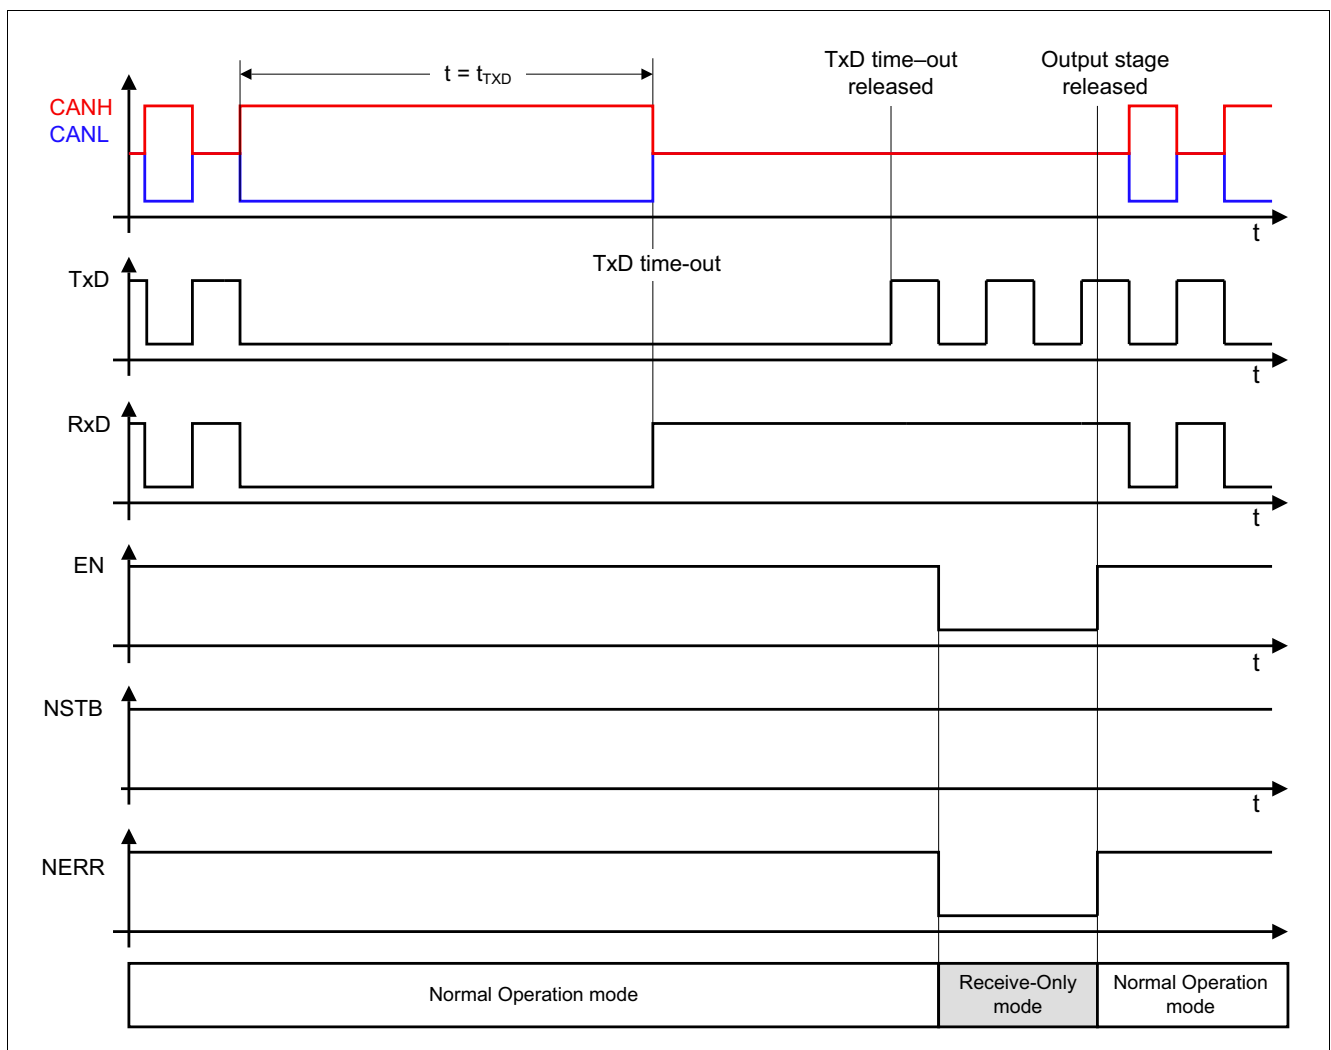 TxD time–out
released
Output stage
released
t = tTXD
CANH
CANL
t
TxD time-out
TxD
t
RxD
t
EN
t
NSTB
t
NERR
Normal Operation mode
Receive-Only
mode
Normal Operation
mode